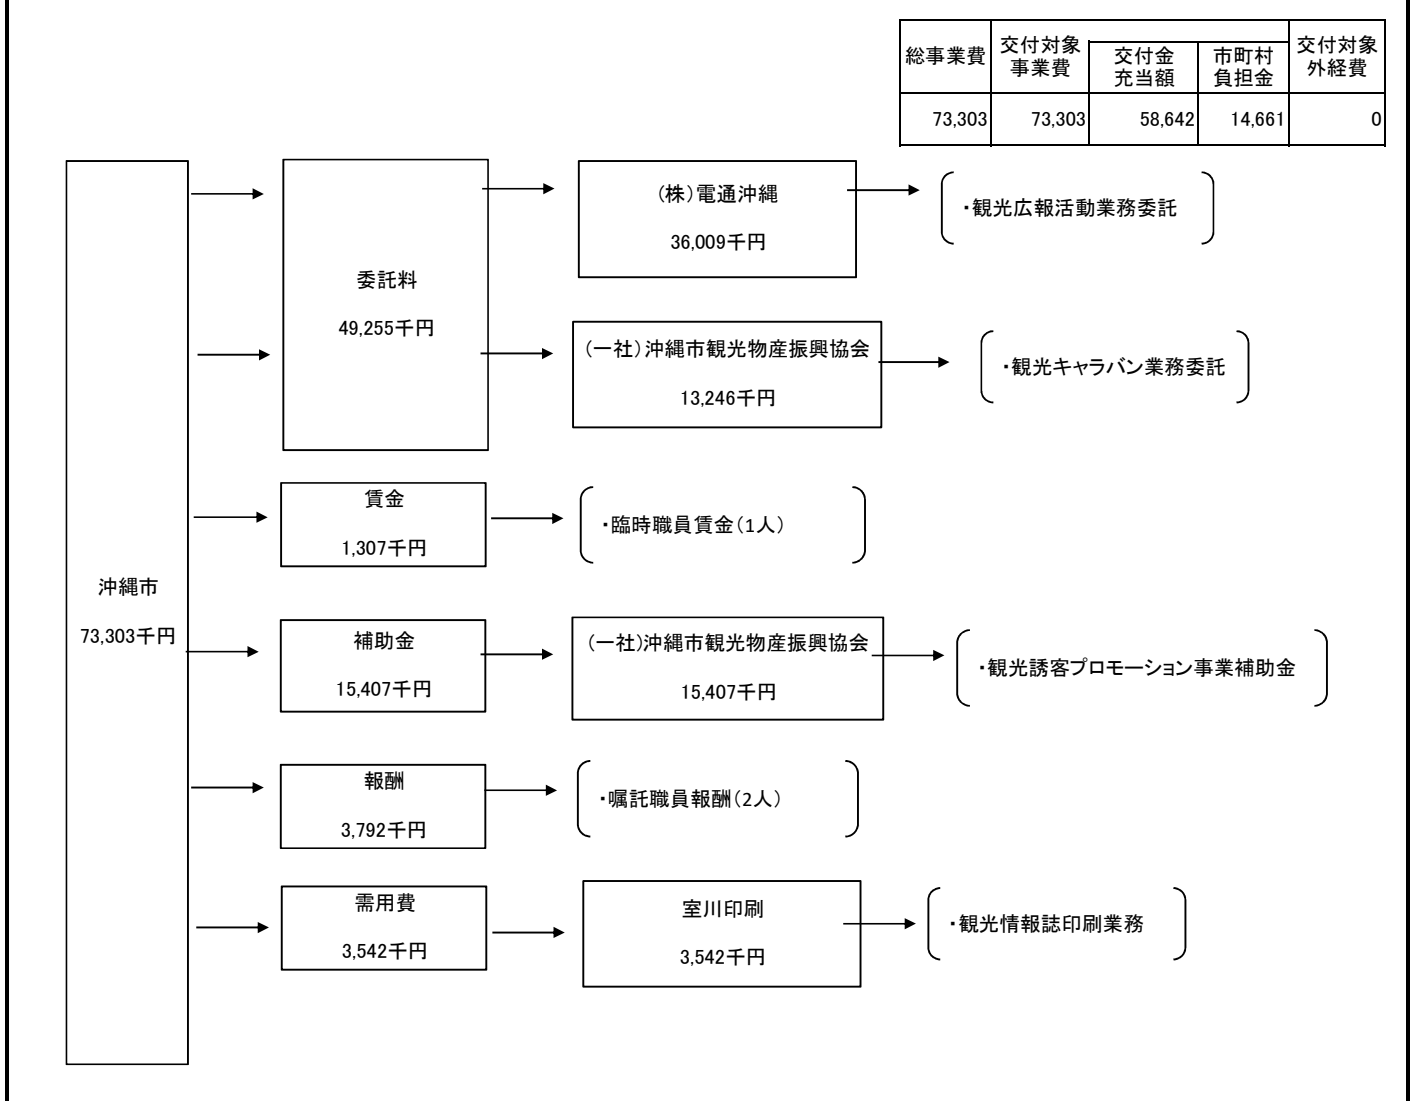 総事業費
交付対象
事業費
交付金
充当額
市町村
負担金
交付対象
外経費
73,303
73,303
58,642
14,661
0
沖縄市
73,303千円
委託料
49,255千円
(株)電通沖縄
36,009千円
・観光広報活動業務委託
(一社)沖縄市観光物産振興協会
13,246千円
・観光キャラバン業務委託
賃金
1,307千円
・臨時職員賃金(1人)
補助金
15,407千円
(一社)沖縄市観光物産振興協会
15,407千円
・観光誘客プロモーション事業補助金
報酬
3,792千円
・嘱託職員報酬(2人)
需用費
3,542千円
室川印刷
3,542千円
・観光情報誌印刷業務